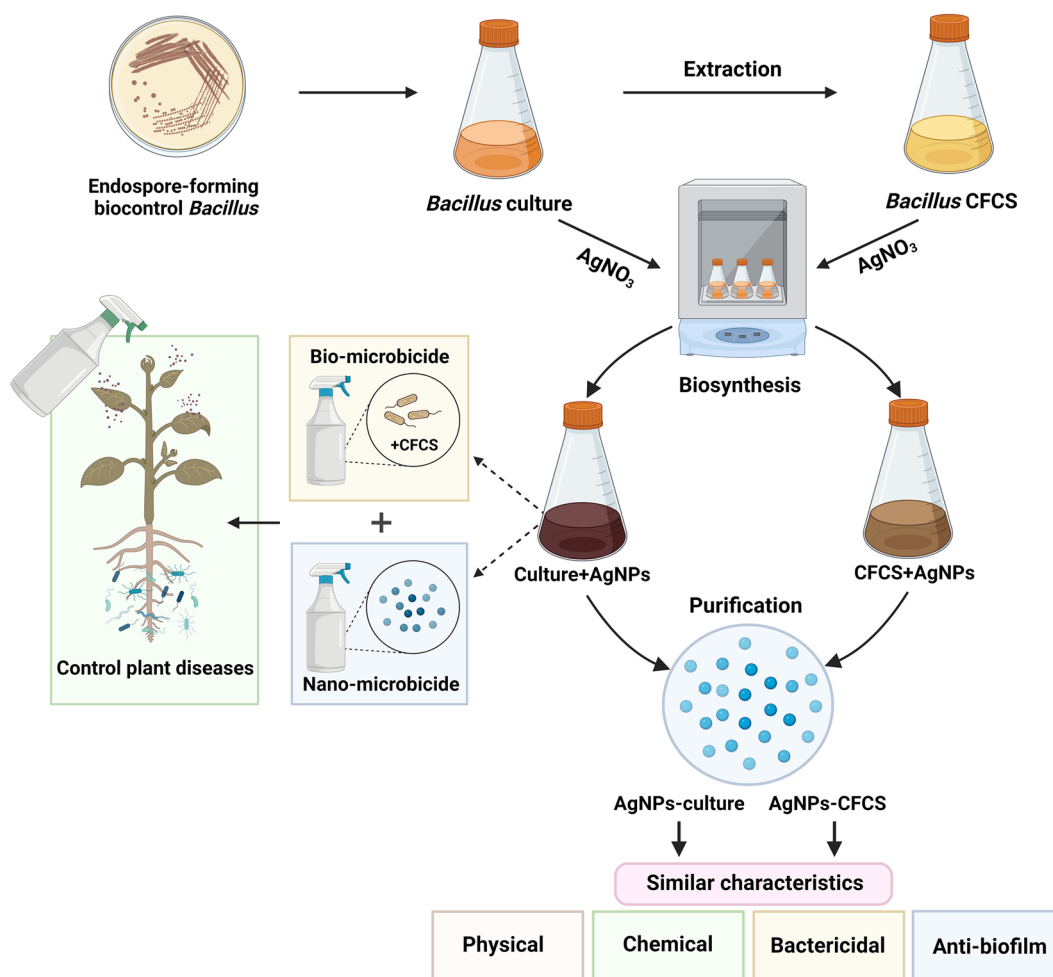 Extraction
Endospore-forming
biocontrol Bacillus
Bacillus culture
Bacillus CFCS
AgNO₃
AgNO₃
Biosynthesis
Bio-microbicide
+CFCS
+
Nano-microbicide
Control plant diseases
Culture+AgNPs
CFCS+AgNPs
Purification
AgNPs-culture
AgNPs-CFCS
Similar characteristics
Physical
Chemical
Bactericidal
Anti-biofilm